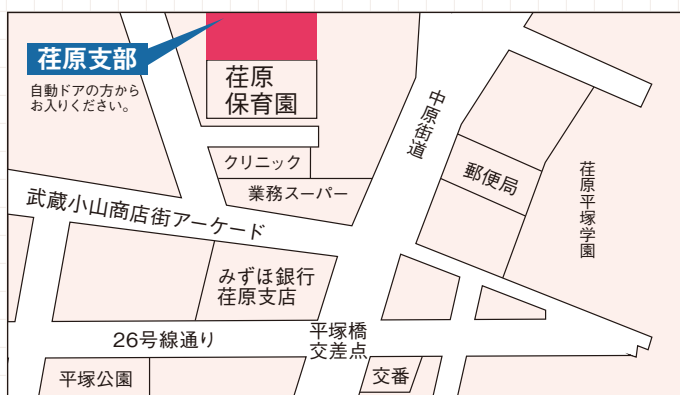 荏原支部
自動ドアの方から
お入りください。
荏原
保育園
中原街道
クリニック
郵便局
荏原平塚学園
業務スーパー
武蔵小山商店街アーケード
みずほ銀行
荏原支店
26号線通り
平塚橋
交差点
平塚公園
交番